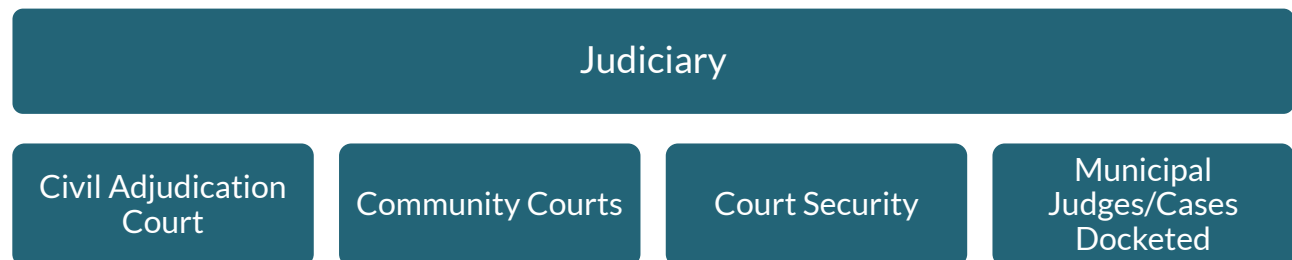 Judiciary
Civil Adjudication
Court
Community Courts
Court Security
Municipal
Judges/Cases
Docketed